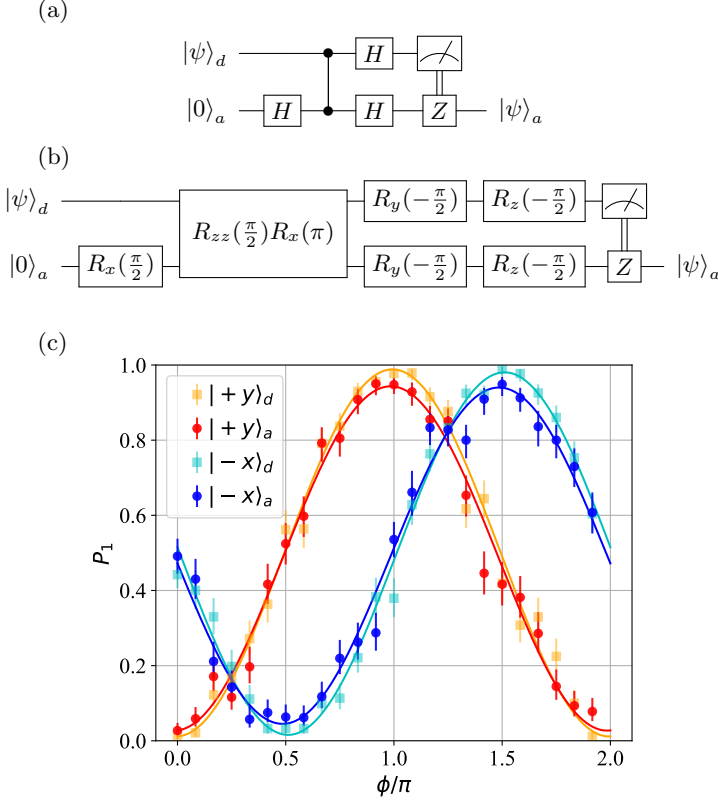 (a)
|ψ⟩_d H
|0⟩_a H H Z |ψ⟩_a
(b)
|ψ⟩_d R_y(−π/2) R_z(−π/2)
R_zz(π/2)R_x(π)
|0⟩_a R_x(π/2) R_y(−π/2) R_z(−π/2) Z |ψ⟩_a
(c)
1.0
0.8
0.6
0.4
0.2
0.0
P_1
|+y⟩_d
|+y⟩_a
|−x⟩_d
|−x⟩_a
0.0 0.5 1.0 1.5 2.0
ϕ/π